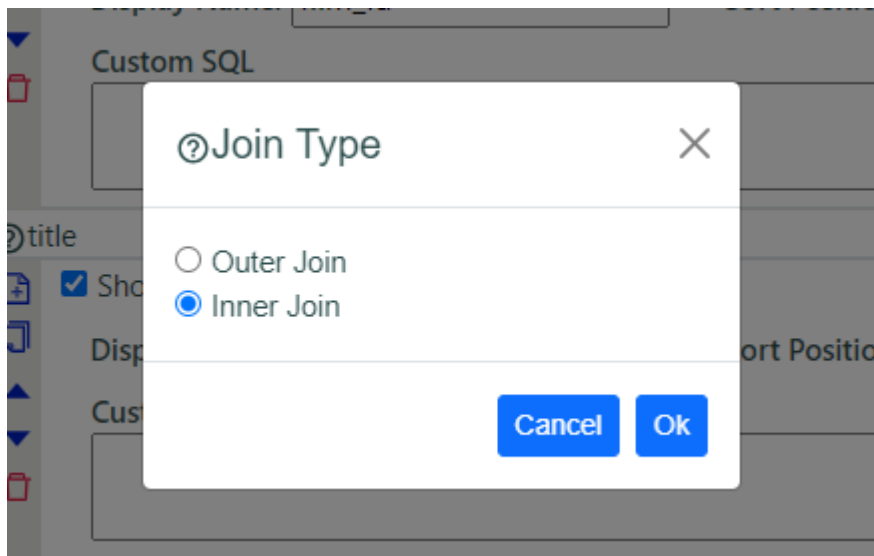 Custom SQL
Join Type
title
Outer Join
Sho
Inner Join
Disp
ort Positio
Cust
Cancel Ok